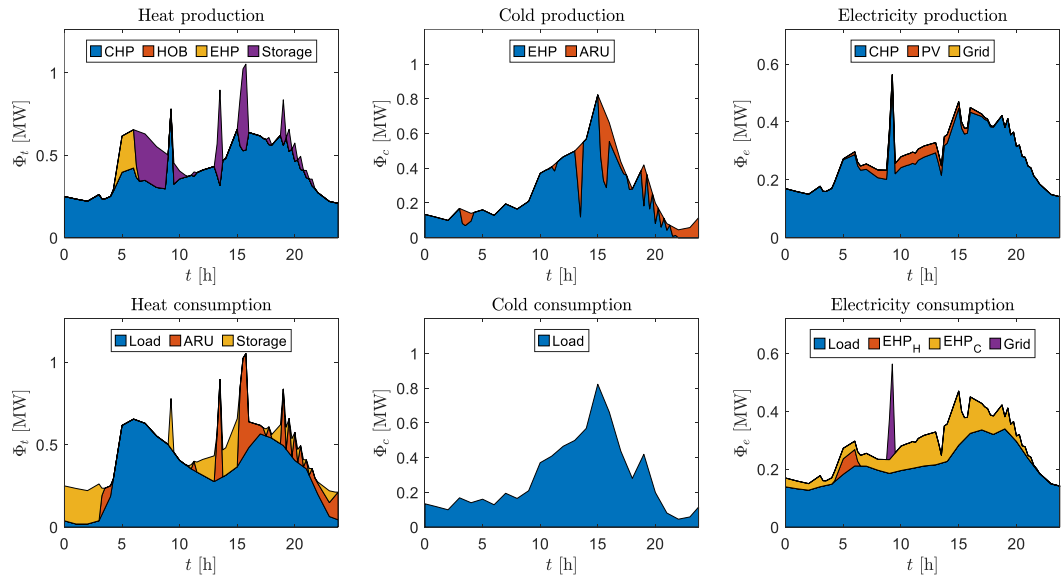 Heat production
CHP HOB EHP Storage
1
0.5
0
Φt [MW]
0 5 10 15 20
t [h]
Cold production
EHP ARU
1
0.8
0.6
0.4
0.2
0
Φc [MW]
0 5 10 15 20
t [h]
Electricity production
CHP PV Grid
0.6
0.4
0.2
0
Φe [MW]
0 5 10 15 20
t [h]
Heat consumption
Load ARU Storage
1
0.5
0
Φt [MW]
0 5 10 15 20
t [h]
Cold consumption
Load
1
0.8
0.6
0.4
0.2
0
Φc [MW]
0 5 10 15 20
t [h]
Electricity consumption
Load EHPH EHPC Grid
0.6
0.4
0.2
0
Φe [MW]
0 5 10 15 20
t [h]